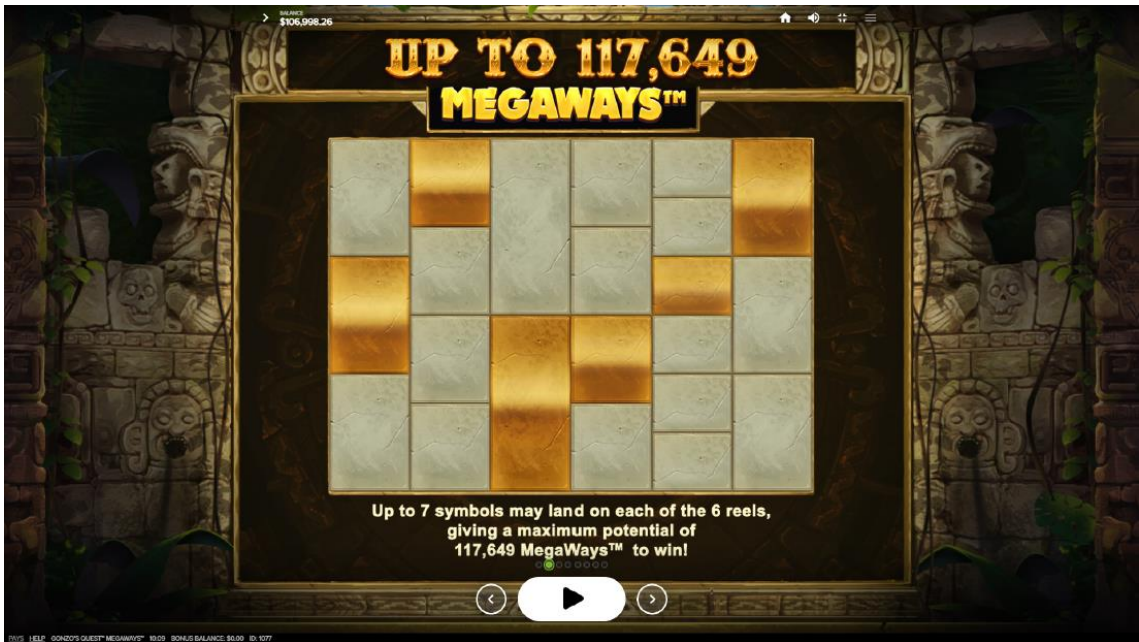 BALANCE
$106,998.26
UP TO 117,649
MEGAWAYS™
Up to 7 symbols may land on each of the 6 reels,
giving a maximum potential of
117,649 MegaWays™ to win!
PAYS HELP GONZO'S QUEST™ MEGAWAYS™ 10:09 BONUS BALANCE: $0.00 ID: 1077